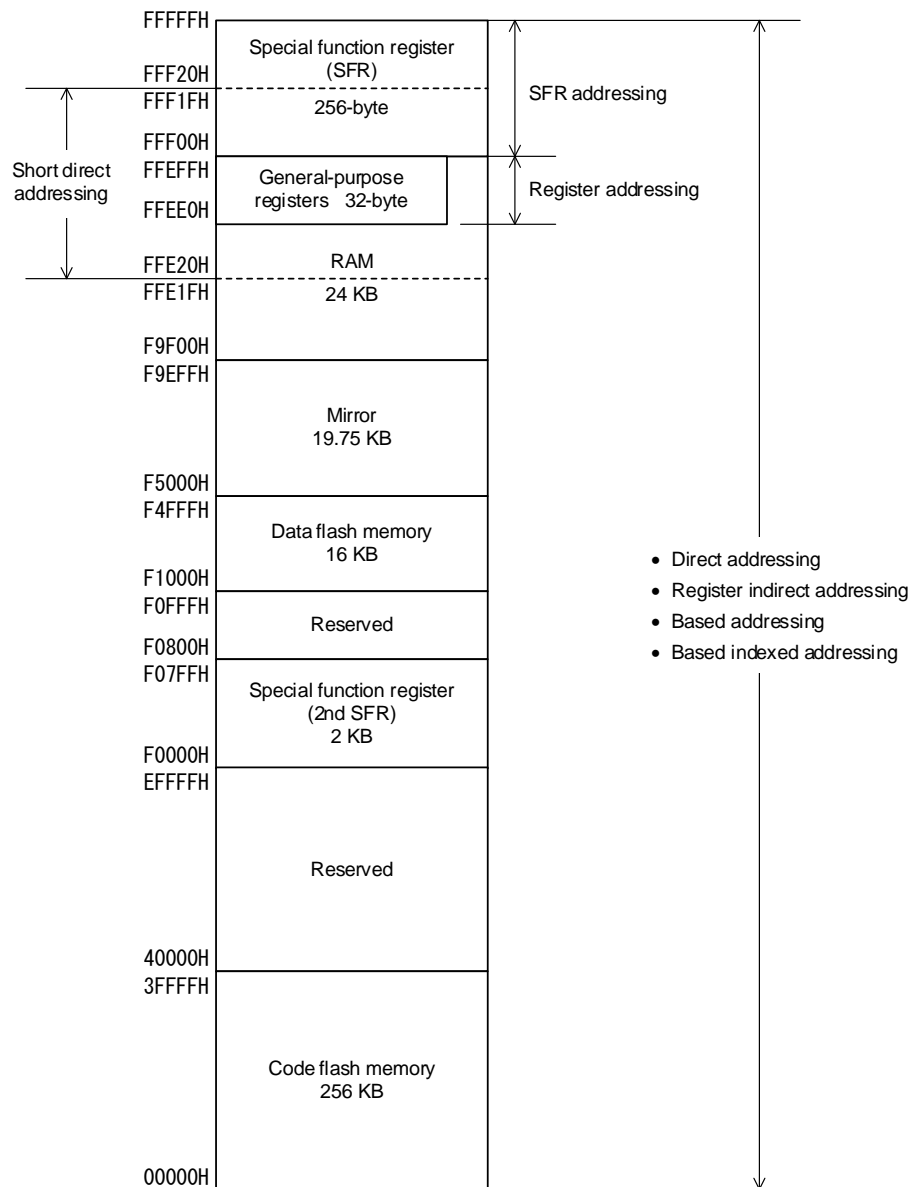 FFFFFH
Special function register
(SFR)
FFF20H
SFR addressing
FFF1FH
256-byte
FFF00H
Short direct
addressing
FFEFFH
General-purpose
registers 32-byte
Register addressing
FFEE0H
FFE20H
RAM
FFE1FH
24 KB
F9F00H
F9EFFH
Mirror
19.75 KB
F5000H
F4FFFH
Data flash memory
16 KB
• Direct addressing
• Register indirect addressing
• Based addressing
• Based indexed addressing
F1000H
F0FFFH
Reserved
F0800H
F07FFH
Special function register
(2nd SFR)
2 KB
F0000H
EFFFFH
Reserved
40000H
3FFFFH
Code flash memory
256 KB
00000H